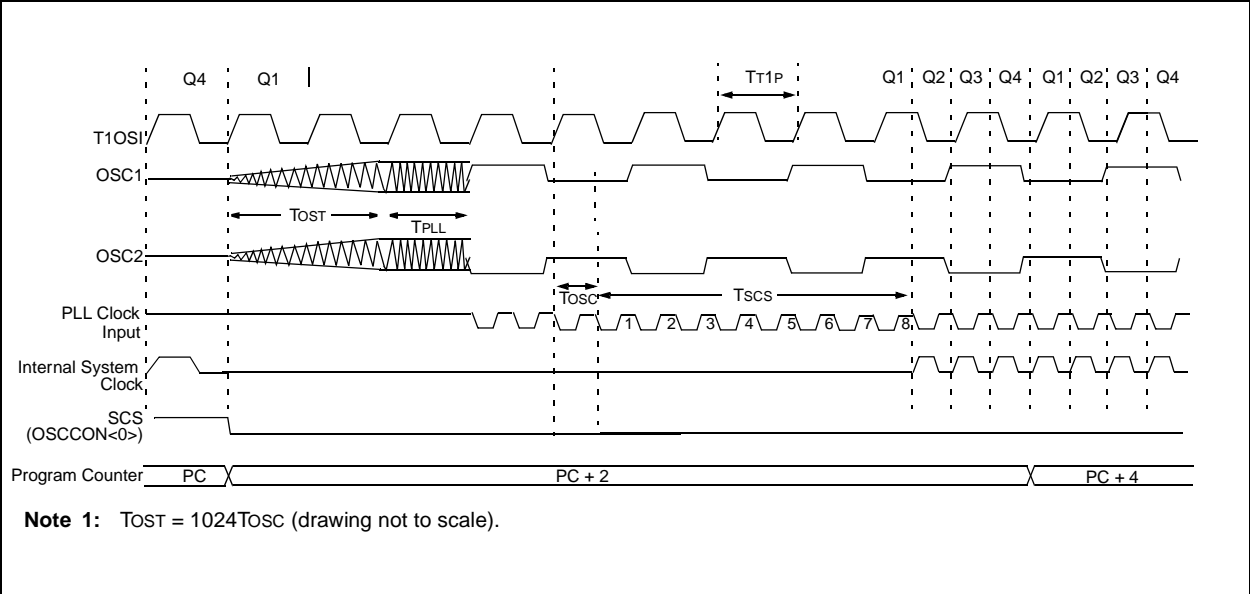 Q4 Q1 TT1P Q1 Q2 Q3 Q4 Q1 Q2 Q3 Q4
T1OSI
OSC1
TOST
TPLL
OSC2
TOSC TSCS
PLL Clock
Input
1 2 3 4 5 6 7 8
Internal System
Clock
SCS
(OSCCON<0>)
Program Counter PC PC + 2 PC + 4
Note 1: TOST = 1024TOSC (drawing not to scale).